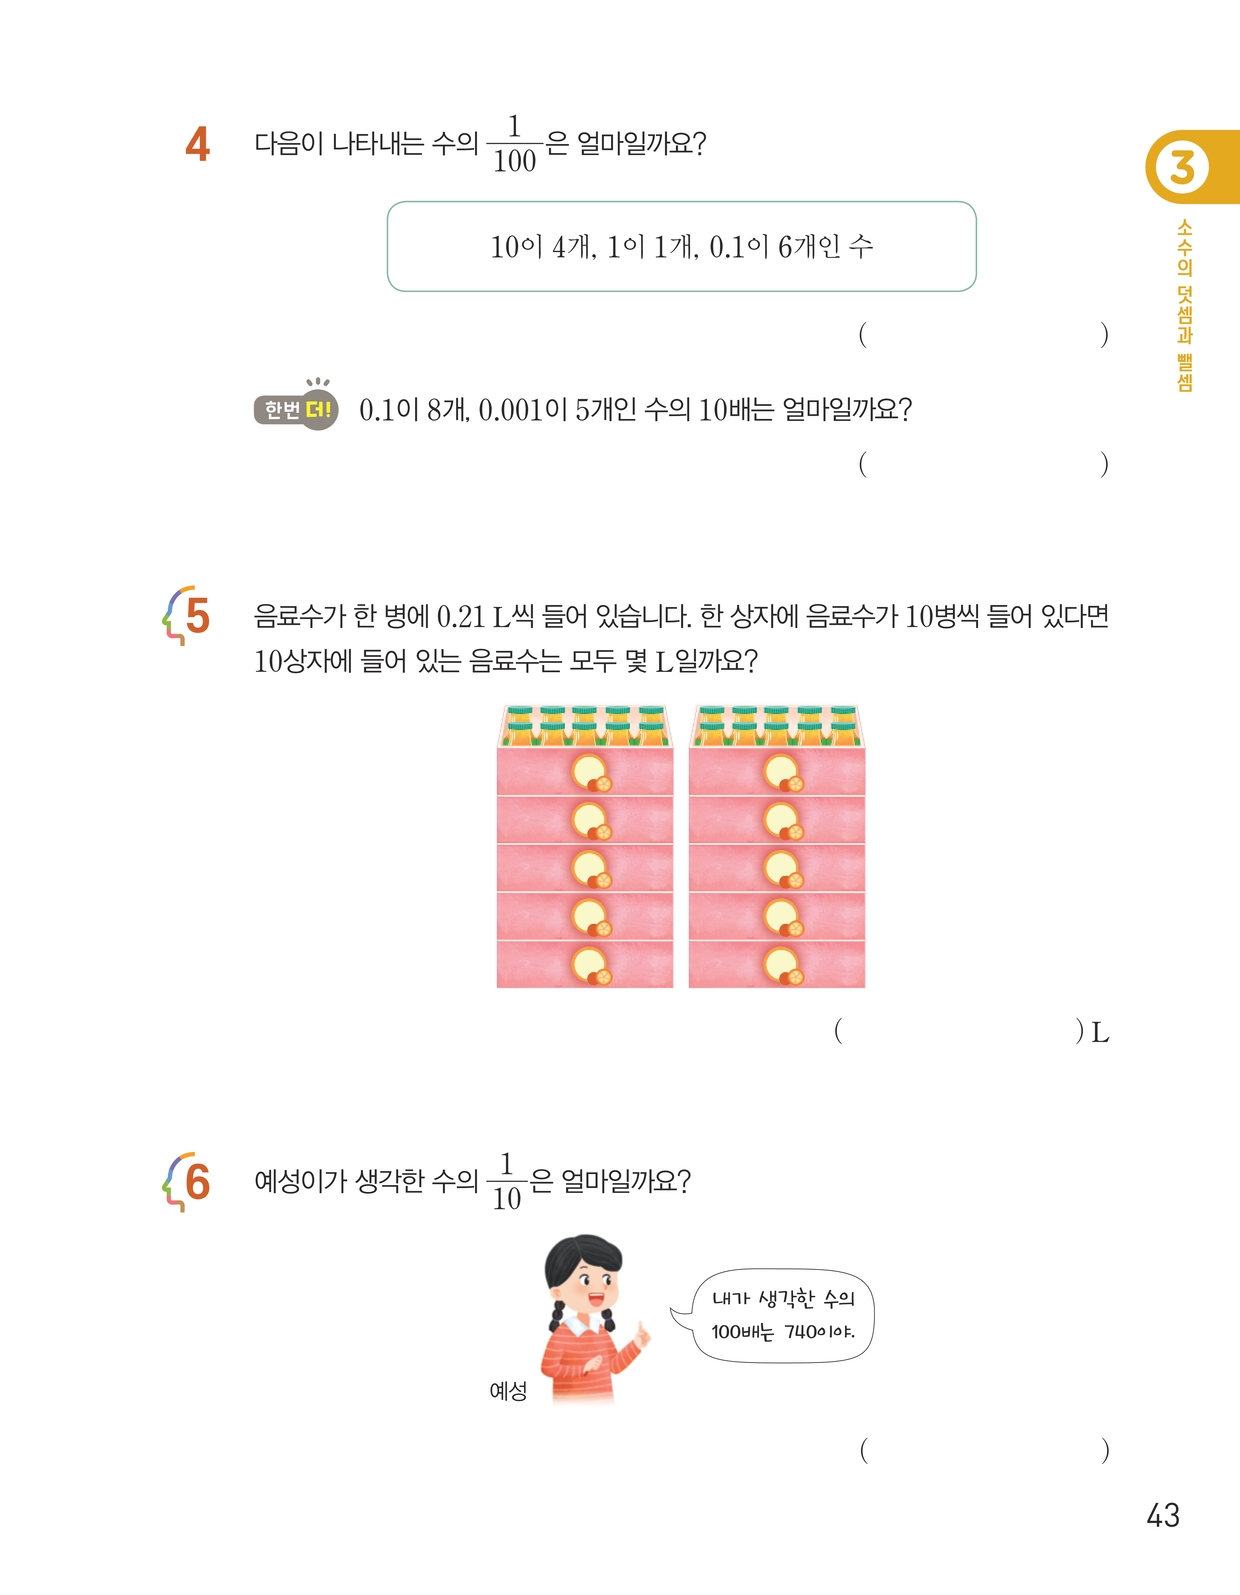 4 다음이 나타내는 수의 1/100은 얼마일까요?
10이 4개, 1이 1개, 0.1이 6개인 수
( )
한번 더! 0.1이 8개, 0.001이 5개인 수의 10배는 얼마일까요?
( )
3
소수의 덧셈과 뺄셈
5 음료수가 한 병에 0.21 L씩 들어 있습니다. 한 상자에 음료수가 10병씩 들어 있다면
10상자에 들어 있는 음료수는 모두 몇 L일까요?
( ) L
6 예성이가 생각한 수의 1/10은 얼마일까요?
내가 생각한 수의
100배는 740이야.
예성
( )
43